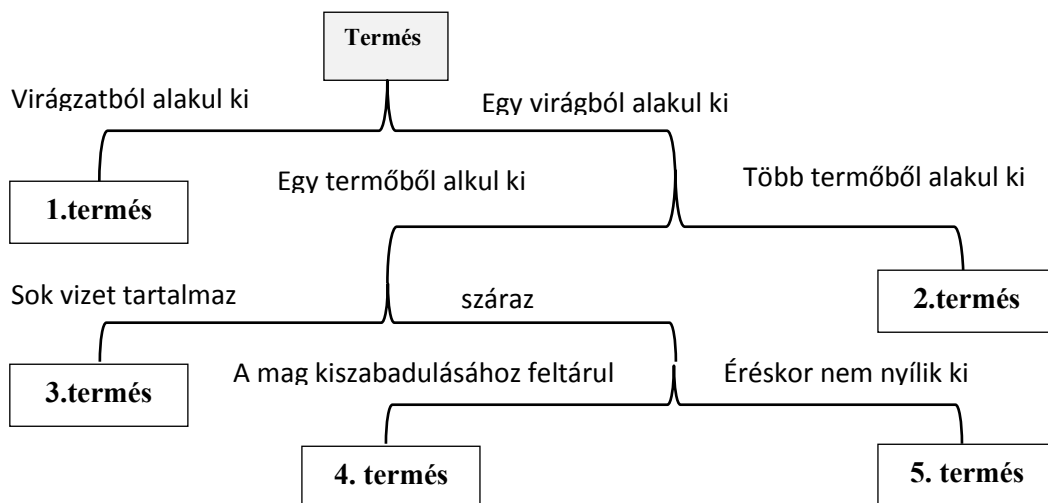 Termés
Virágzatból alakul ki
Egy virágból alakul ki
Egy termőből alkul ki
Több termőből alakul ki
1.termés
Sok vizet tartalmaz
száraz
2.termés
A mag kiszabadulásához feltárul
Éréskor nem nyílik ki
3.termés
4. termés
5. termés